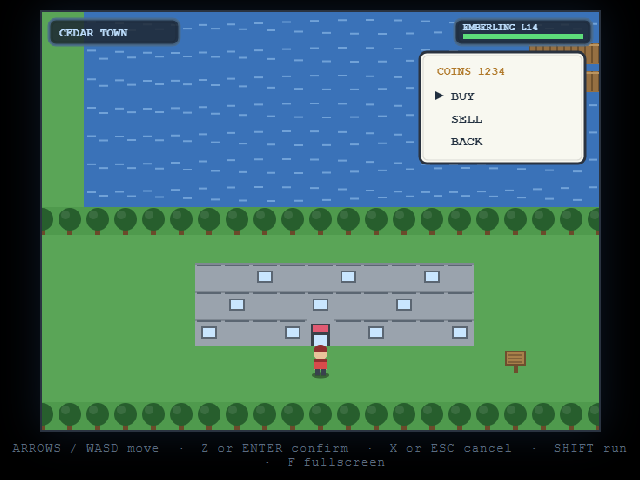 CEDAR TOWN
EMBERLING L14
COINS 1234
▶ BUY
SELL
BACK
ARROWS / WASD move · Z or ENTER confirm · X or ESC cancel · SHIFT run
· F fullscreen